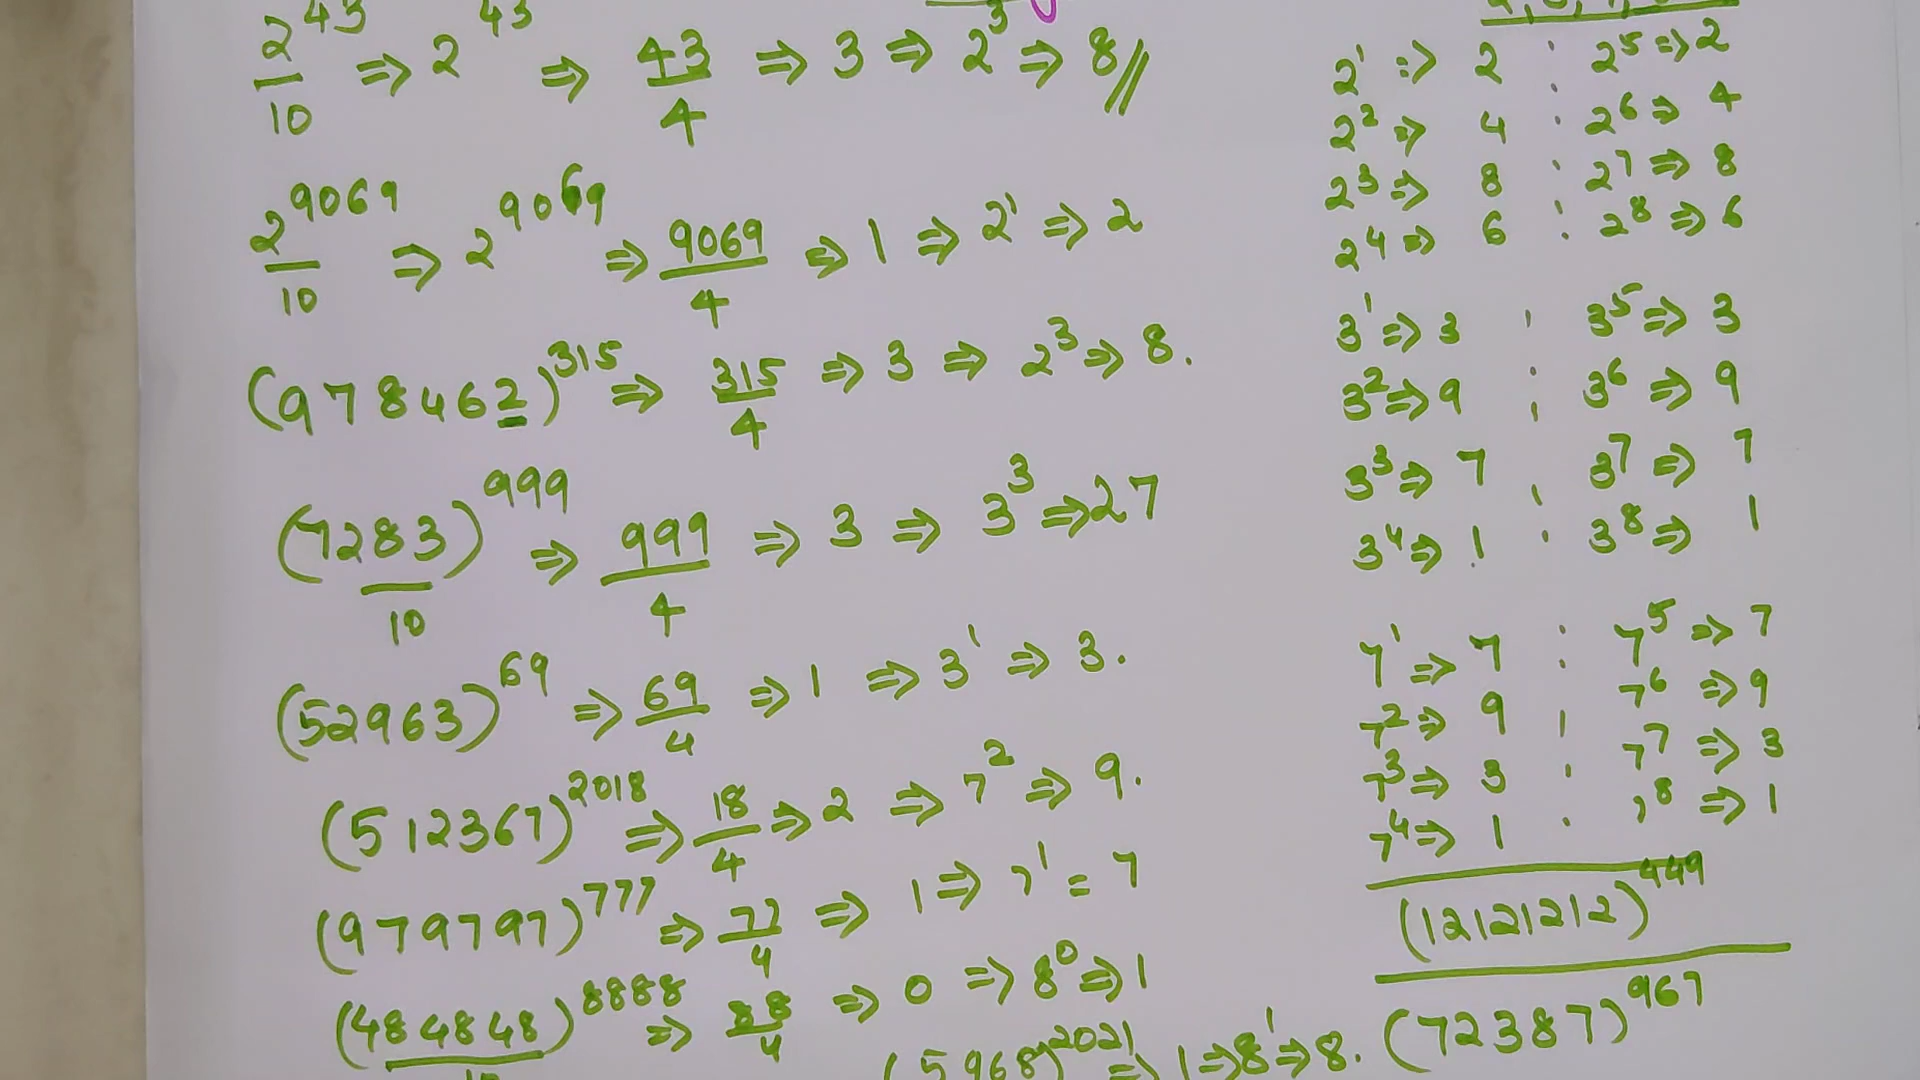 2^43/10 ⇒ 2^43 ⇒ 43/4 ⇒ 3 ⇒ 2^3 ⇒ 8//
2^9069/10 ⇒ 2^9069 ⇒ 9069/4 ⇒ 1 ⇒ 2^1 ⇒ 2
(978462)^315 ⇒ 315/4 ⇒ 3 ⇒ 2^3 ⇒ 8.
(7283)^999/10 ⇒ 999/4 ⇒ 3 ⇒ 3^3 ⇒ 27
(52963)^69 ⇒ 69/4 ⇒ 1 ⇒ 3^1 ⇒ 3.
(512367)^2018 ⇒ 18/4 ⇒ 2 ⇒ 7^2 ⇒ 9.
(979797)^777 ⇒ 77/4 ⇒ 1 ⇒ 7^1 = 7
(484848)^8888/10 ⇒ 88/4 ⇒ 0 ⇒ 8^0 ⇒ 1
(5968)^2021 ⇒ 1 ⇒ 8^1 ⇒ 8.
2^1 ⇒ 2 : 2^5 ⇒ 2
2^2 ⇒ 4 : 2^6 ⇒ 4
2^3 ⇒ 8 : 2^7 ⇒ 8
2^4 ⇒ 6 : 2^8 ⇒ 6
3^1 ⇒ 3 : 3^5 ⇒ 3
3^2 ⇒ 9 : 3^6 ⇒ 9
3^3 ⇒ 7 : 3^7 ⇒ 7
3^4 ⇒ 1 : 3^8 ⇒ 1
7^1 ⇒ 7 : 7^5 ⇒ 7
7^2 ⇒ 9 : 7^6 ⇒ 9
7^3 ⇒ 3 : 7^7 ⇒ 3
7^4 ⇒ 1 : 7^8 ⇒ 1
(12121212)^449
(72387)^967